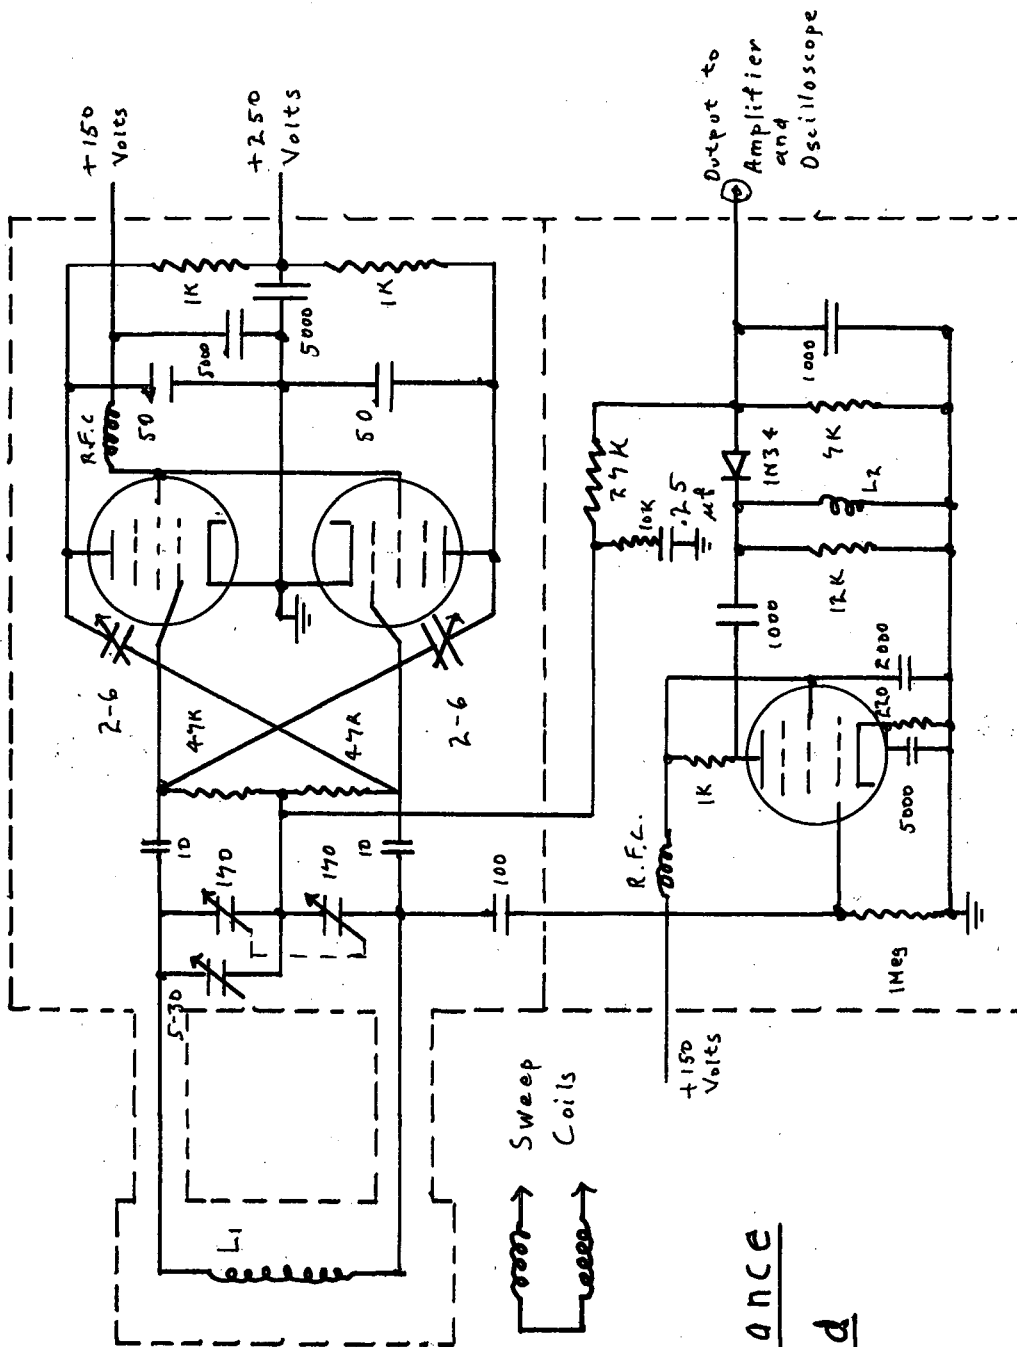 +150
Volts
+250
Volts
1K
1K
5000
5000
50
50
R.F.C
2-6
2-6
47K
47K
10
10
140
140
5-30
100
L1
Sweep
Coils
Output to
Amplifier
and
Oscilloscope
1000
1N34
L2
10K
.25
μf
12K
1000
2000
220
5000
1K
R.F.C.
1Meg
+150
Volts
ance
d